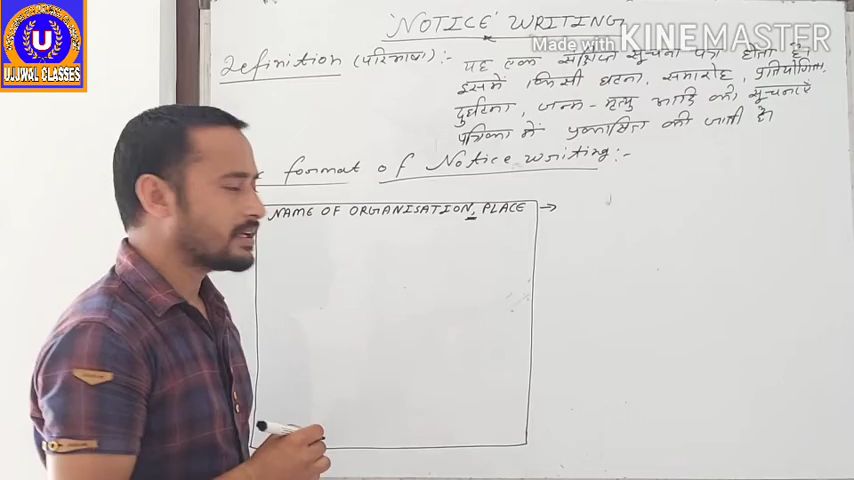 'NOTICE' WRITING
Made with KINEMASTER
U
UJJWAL CLASSES
Definition (परिभाषा) :- यह एक संक्षिप्त सूचना पत्र होता है।
इसमें किसी घटना, समारोह, प्रतियोगिता,
दुर्घटना, जन्म-मृत्यु आदि की सूचनाएँ
पत्रिका में प्रकाशित की जाती है।
format of Notice writing :-
NAME OF ORGANISATION, PLACE →